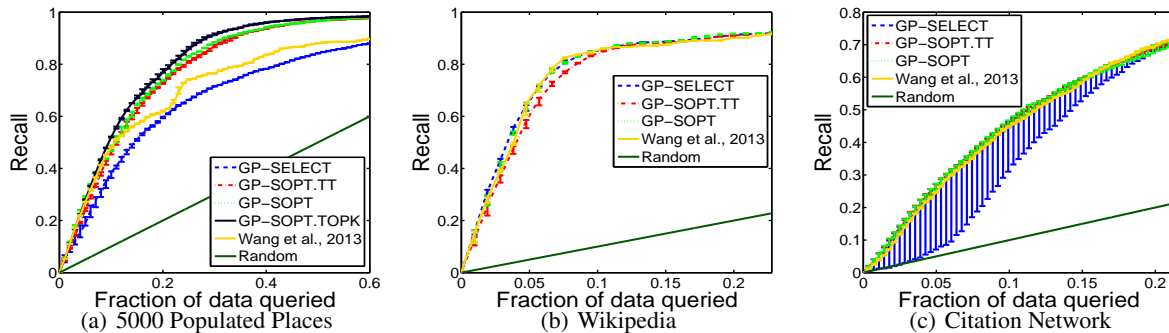 1
0.8
0.6
0.4
0.2
0
Recall
GP-SELECT
GP-SOPT.TT
GP-SOPT
GP-SOPT.TOPK
Wang et al., 2013
Random
0 0.2 0.4 0.6
Fraction of data queried
(a) 5000 Populated Places
1
0.8
0.6
0.4
0.2
0
Recall
GP-SELECT
GP-SOPT.TT
GP-SOPT
Wang et al., 2013
Random
0 0.05 0.1 0.15 0.2
Fraction of data queried
(b) Wikipedia
0.8
0.7
0.6
0.5
0.4
0.3
0.2
0.1
0
Recall
GP-SELECT
GP-SOPT.TT
GP-SOPT
Wang et al., 2013
Random
0 0.05 0.1 0.15 0.2
Fraction of data queried
(c) Citation Network